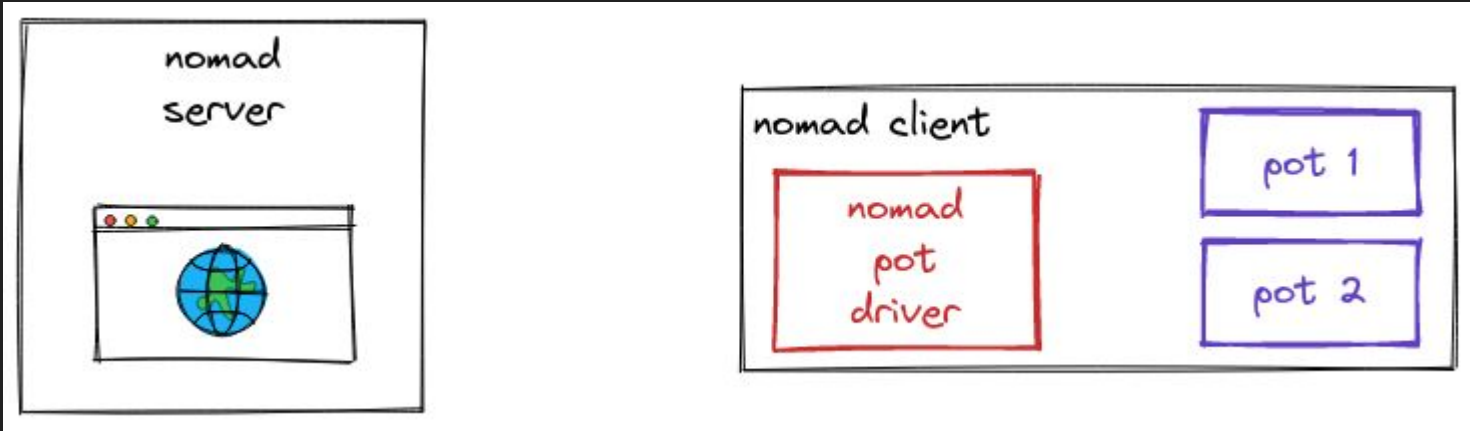 nomad
server
nomad client
nomad
pot
driver
pot 1
pot 2